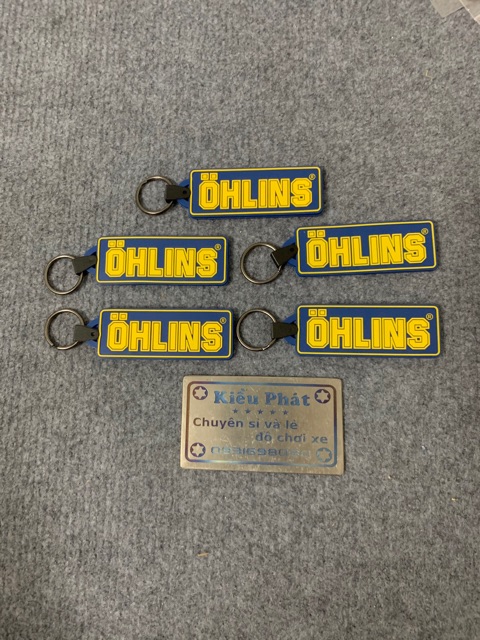 ÖHLINS®
ÖHLINS®
ÖHLINS®
ÖHLINS®
ÖHLINS®
Kiều Phát
Chuyên sỉ và lẻ
đồ chơi xe